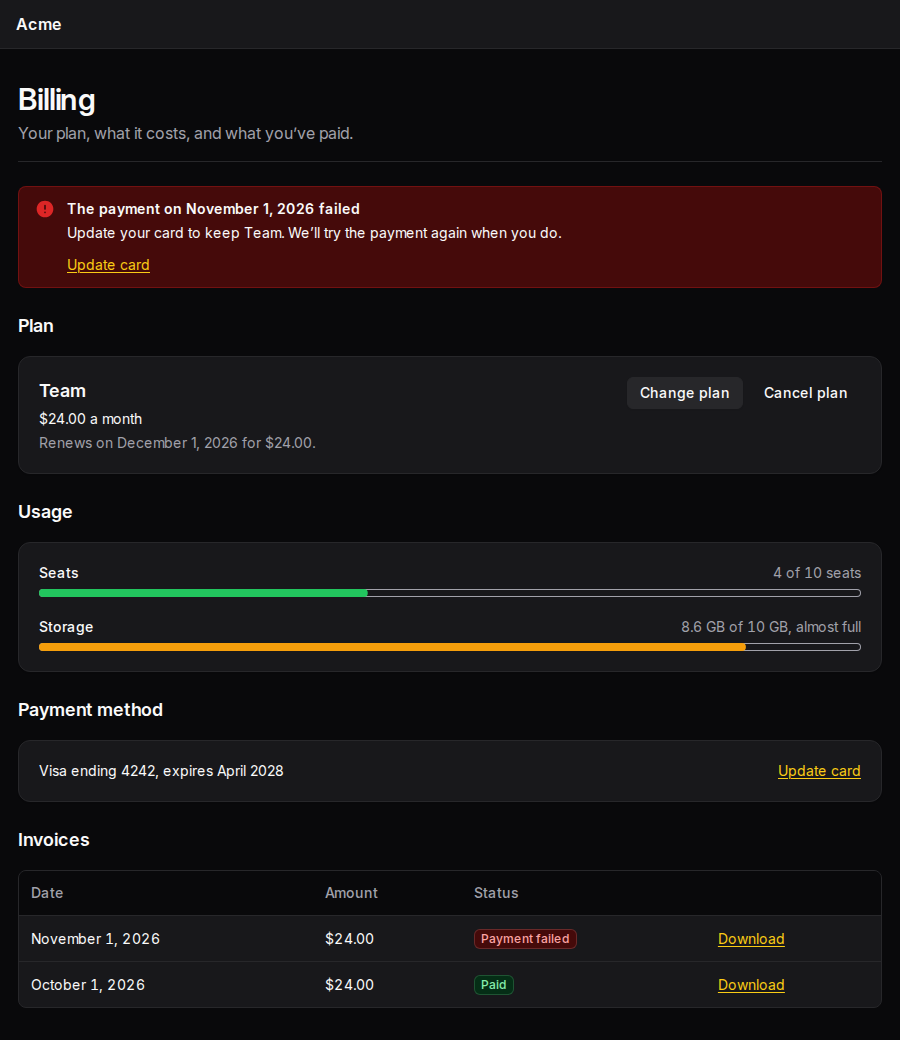 Acme
Billing
Your plan, what it costs, and what you’ve paid.
The payment on November 1, 2026 failed
Update your card to keep Team. We’ll try the payment again when you do.
Update card
Plan
Team
Change plan
Cancel plan
$24.00 a month
Renews on December 1, 2026 for $24.00.
Usage
Seats
4 of 10 seats
Storage
8.6 GB of 10 GB, almost full
Payment method
Visa ending 4242, expires April 2028
Update card
Invoices
Date Amount Status
November 1, 2026 $24.00 Payment failed Download
October 1, 2026 $24.00 Paid Download